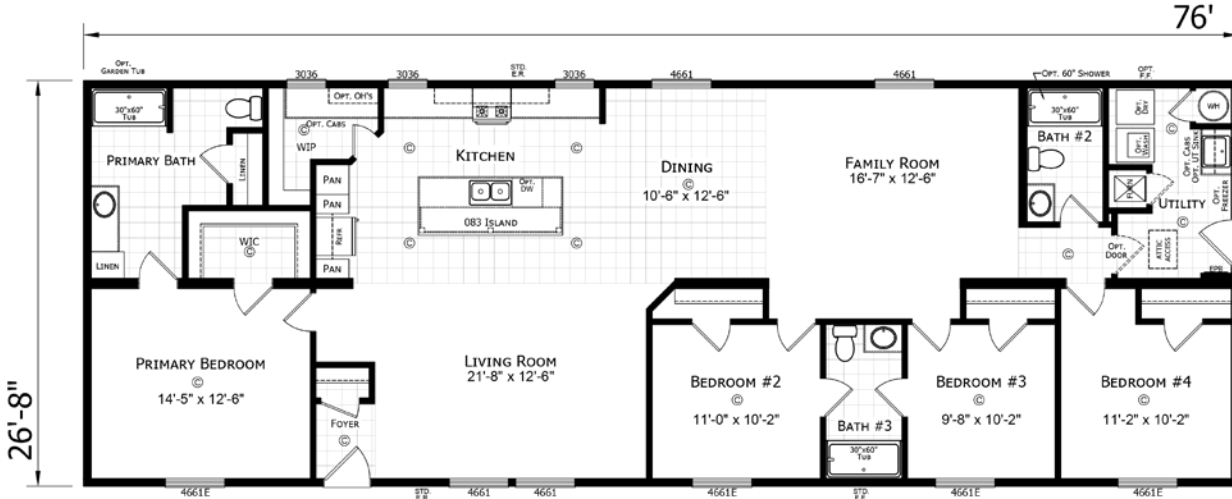 76'
26'-8"
OPT.
GARDEN TUB
30"x60"
TUB
PRIMARY BATH
LINEN
LINEN
WIC
©
3036
OPT. OH'S
OPT. CABS
©
WIP
PAN
PAN
REFR
PAN
3036
STD.
E.R.
3036
KITCHEN
©
©
OPT.
DW
083 ISLAND
©
©
4661
DINING
©
10'-6" x 12'-6"
4661
FAMILY ROOM
16'-7" x 12'-6"
OPT. 60" SHOWER
30"x60"
TUB
BATH #2
OPT.
E.F.
OPT.
DRY
OPT.
WASH
©
WH
OPT. CABS
OPT. UT SINK
OPT.
FREEZER
FURN
UTILITY
©
ATTIC
ACCESS
OPT.
DOOR
©
EPB
PRIMARY BEDROOM
©
14'-5" x 12'-6"
FOYER
©
LIVING ROOM
21'-8" x 12'-6"
BEDROOM #2
©
11'-0" x 10'-2"
BATH #3
30"x60"
TUB
BEDROOM #3
©
9'-8" x 10'-2"
BEDROOM #4
©
11'-2" x 10'-2"
4661E
STD.
E.R.
4661
4661
4661E
STD.
4661E
4661E